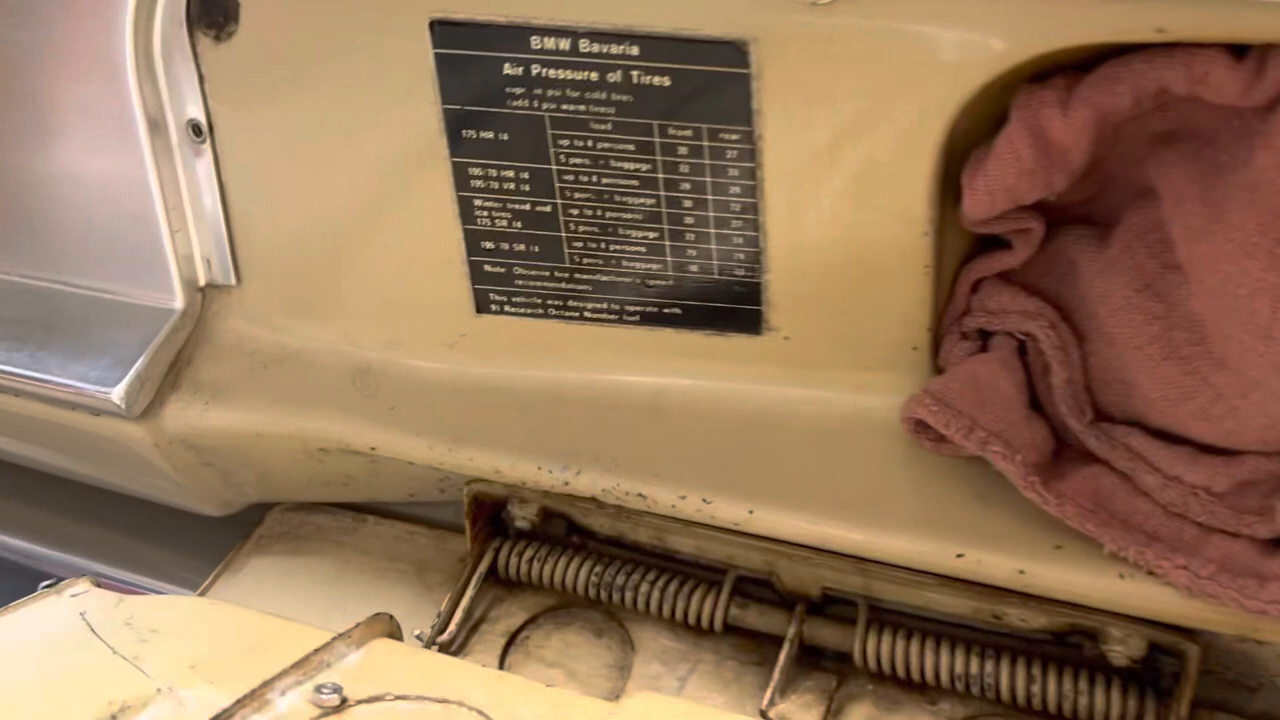 BMW Bavaria
Air Pressure of Tires
in psi for cold tires
(add 5 psi warm tires)
load front rear
175 HR 14 up to 4 persons 27
5 pers. + baggage
195/70 HR 14 up to 4 persons 29
195/70 VR 14 5 pers. + baggage
Winter tread and up to 4 persons
ice tires
175 SR 14 5 pers. + baggage
195/70 SR 14 up to 4 persons
5 pers. + baggage
Note: Observe tire manufacturer's speed
recommendations
This vehicle was designed to operate with
91 Research Octane Number fuel